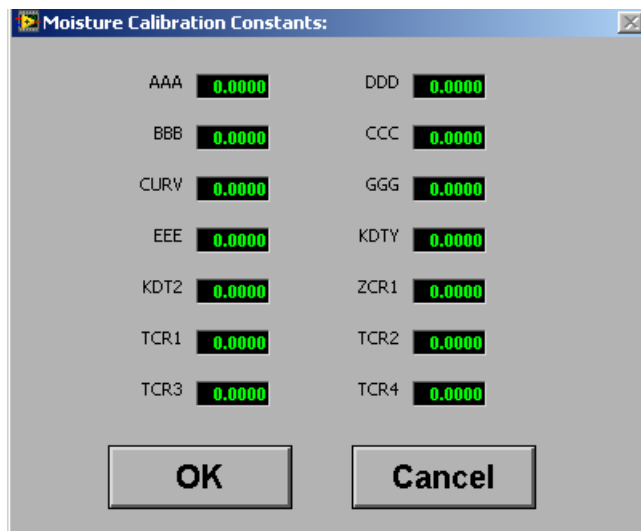 Moisture Calibration Constants:
AAA 0.0000 DDD 0.0000
BBB 0.0000 CCC 0.0000
CURV 0.0000 GGG 0.0000
EEE 0.0000 KDTY 0.0000
KDT2 0.0000 ZCR1 0.0000
TCR1 0.0000 TCR2 0.0000
TCR3 0.0000 TCR4 0.0000
OK Cancel